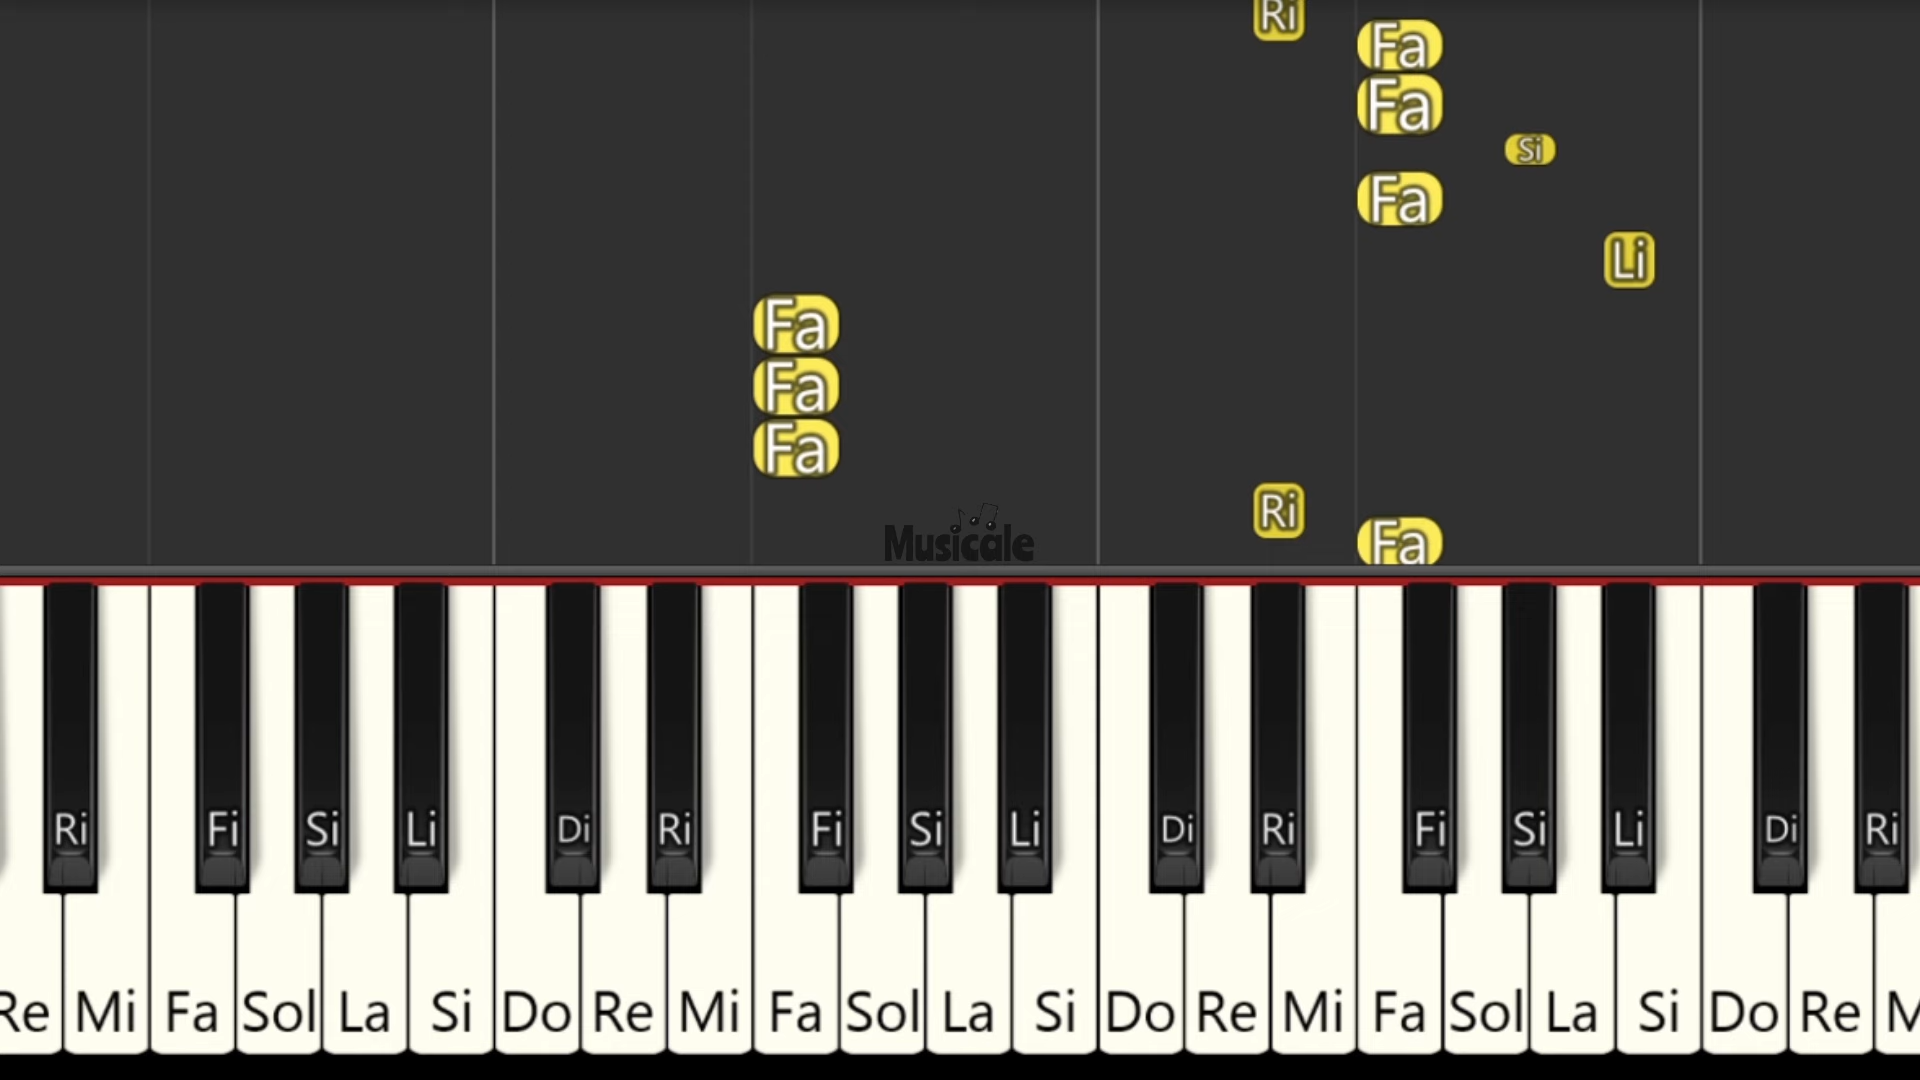 Ri
Fa
Fa
Si
Fa
Li
Fa
Fa
Fa
Ri
Musicale
Fa
Ri Fi Si Li Di Ri Fi Si Li Di Ri Fi Si Li Di Ri
Re Mi Fa Sol La Si Do Re Mi Fa Sol La Si Do Re Mi Fa Sol La Si Do Re M